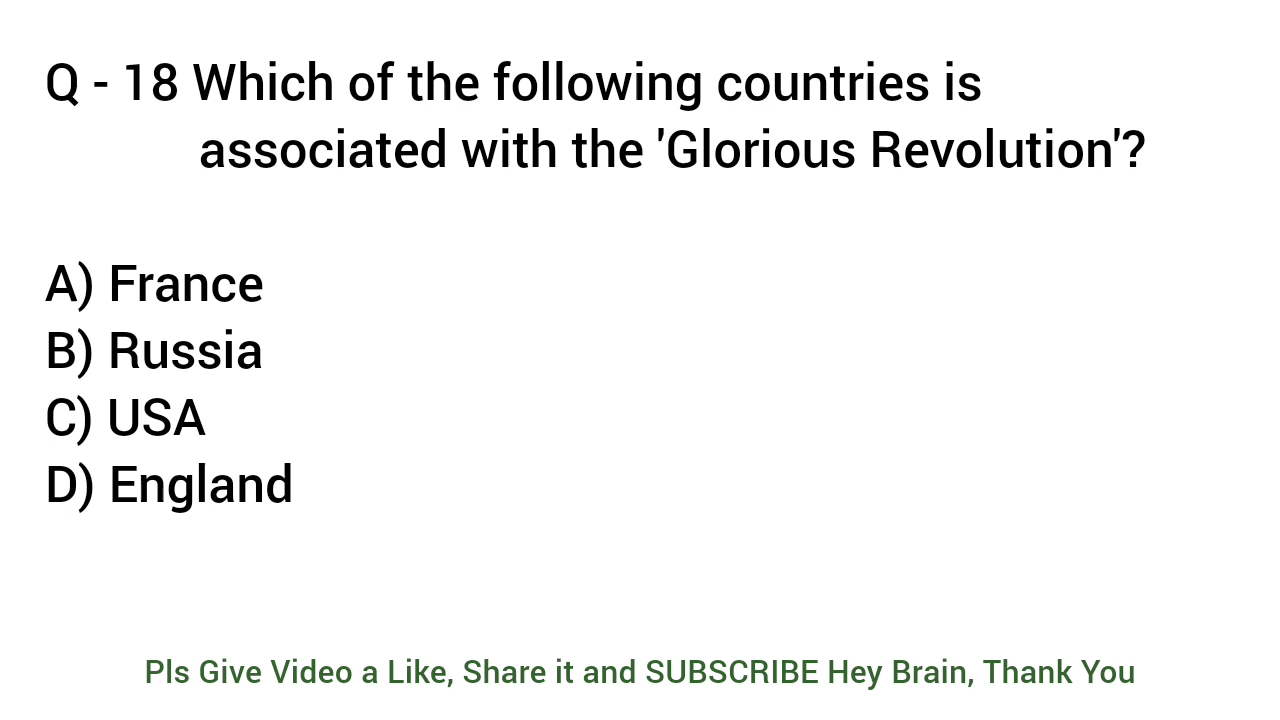 Q - 18 Which of the following countries is
associated with the 'Glorious Revolution'?
A) France
B) Russia
C) USA
D) England
Pls Give Video a Like, Share it and SUBSCRIBE Hey Brain, Thank You